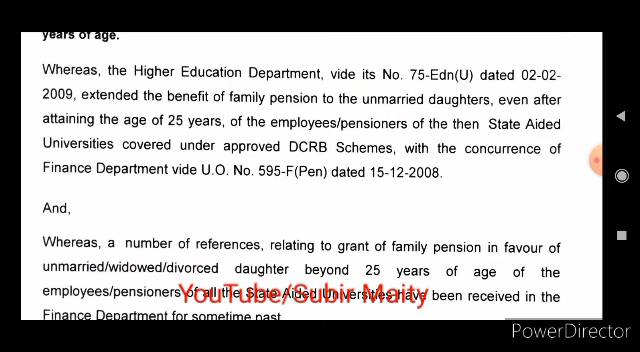 years of age.
Whereas, the Higher Education Department, vide its No. 75-Edn(U) dated 02-02-
2009, extended the benefit of family pension to the unmarried daughters, even after
attaining the age of 25 years, of the employees/pensioners of the then State Aided
Universities covered under approved DCRB Schemes, with the concurrence of
Finance Department vide U.O. No. 595-F(Pen) dated 15-12-2008.
And,
Whereas, a number of references, relating to grant of family pension in favour of
unmarried/widowed/divorced daughter beyond 25 years of age of the
employees/pensioners of all the State Aided Universities have been received in the
YouTube/Subir Maity
Finance Department for sometime past
PowerDirector